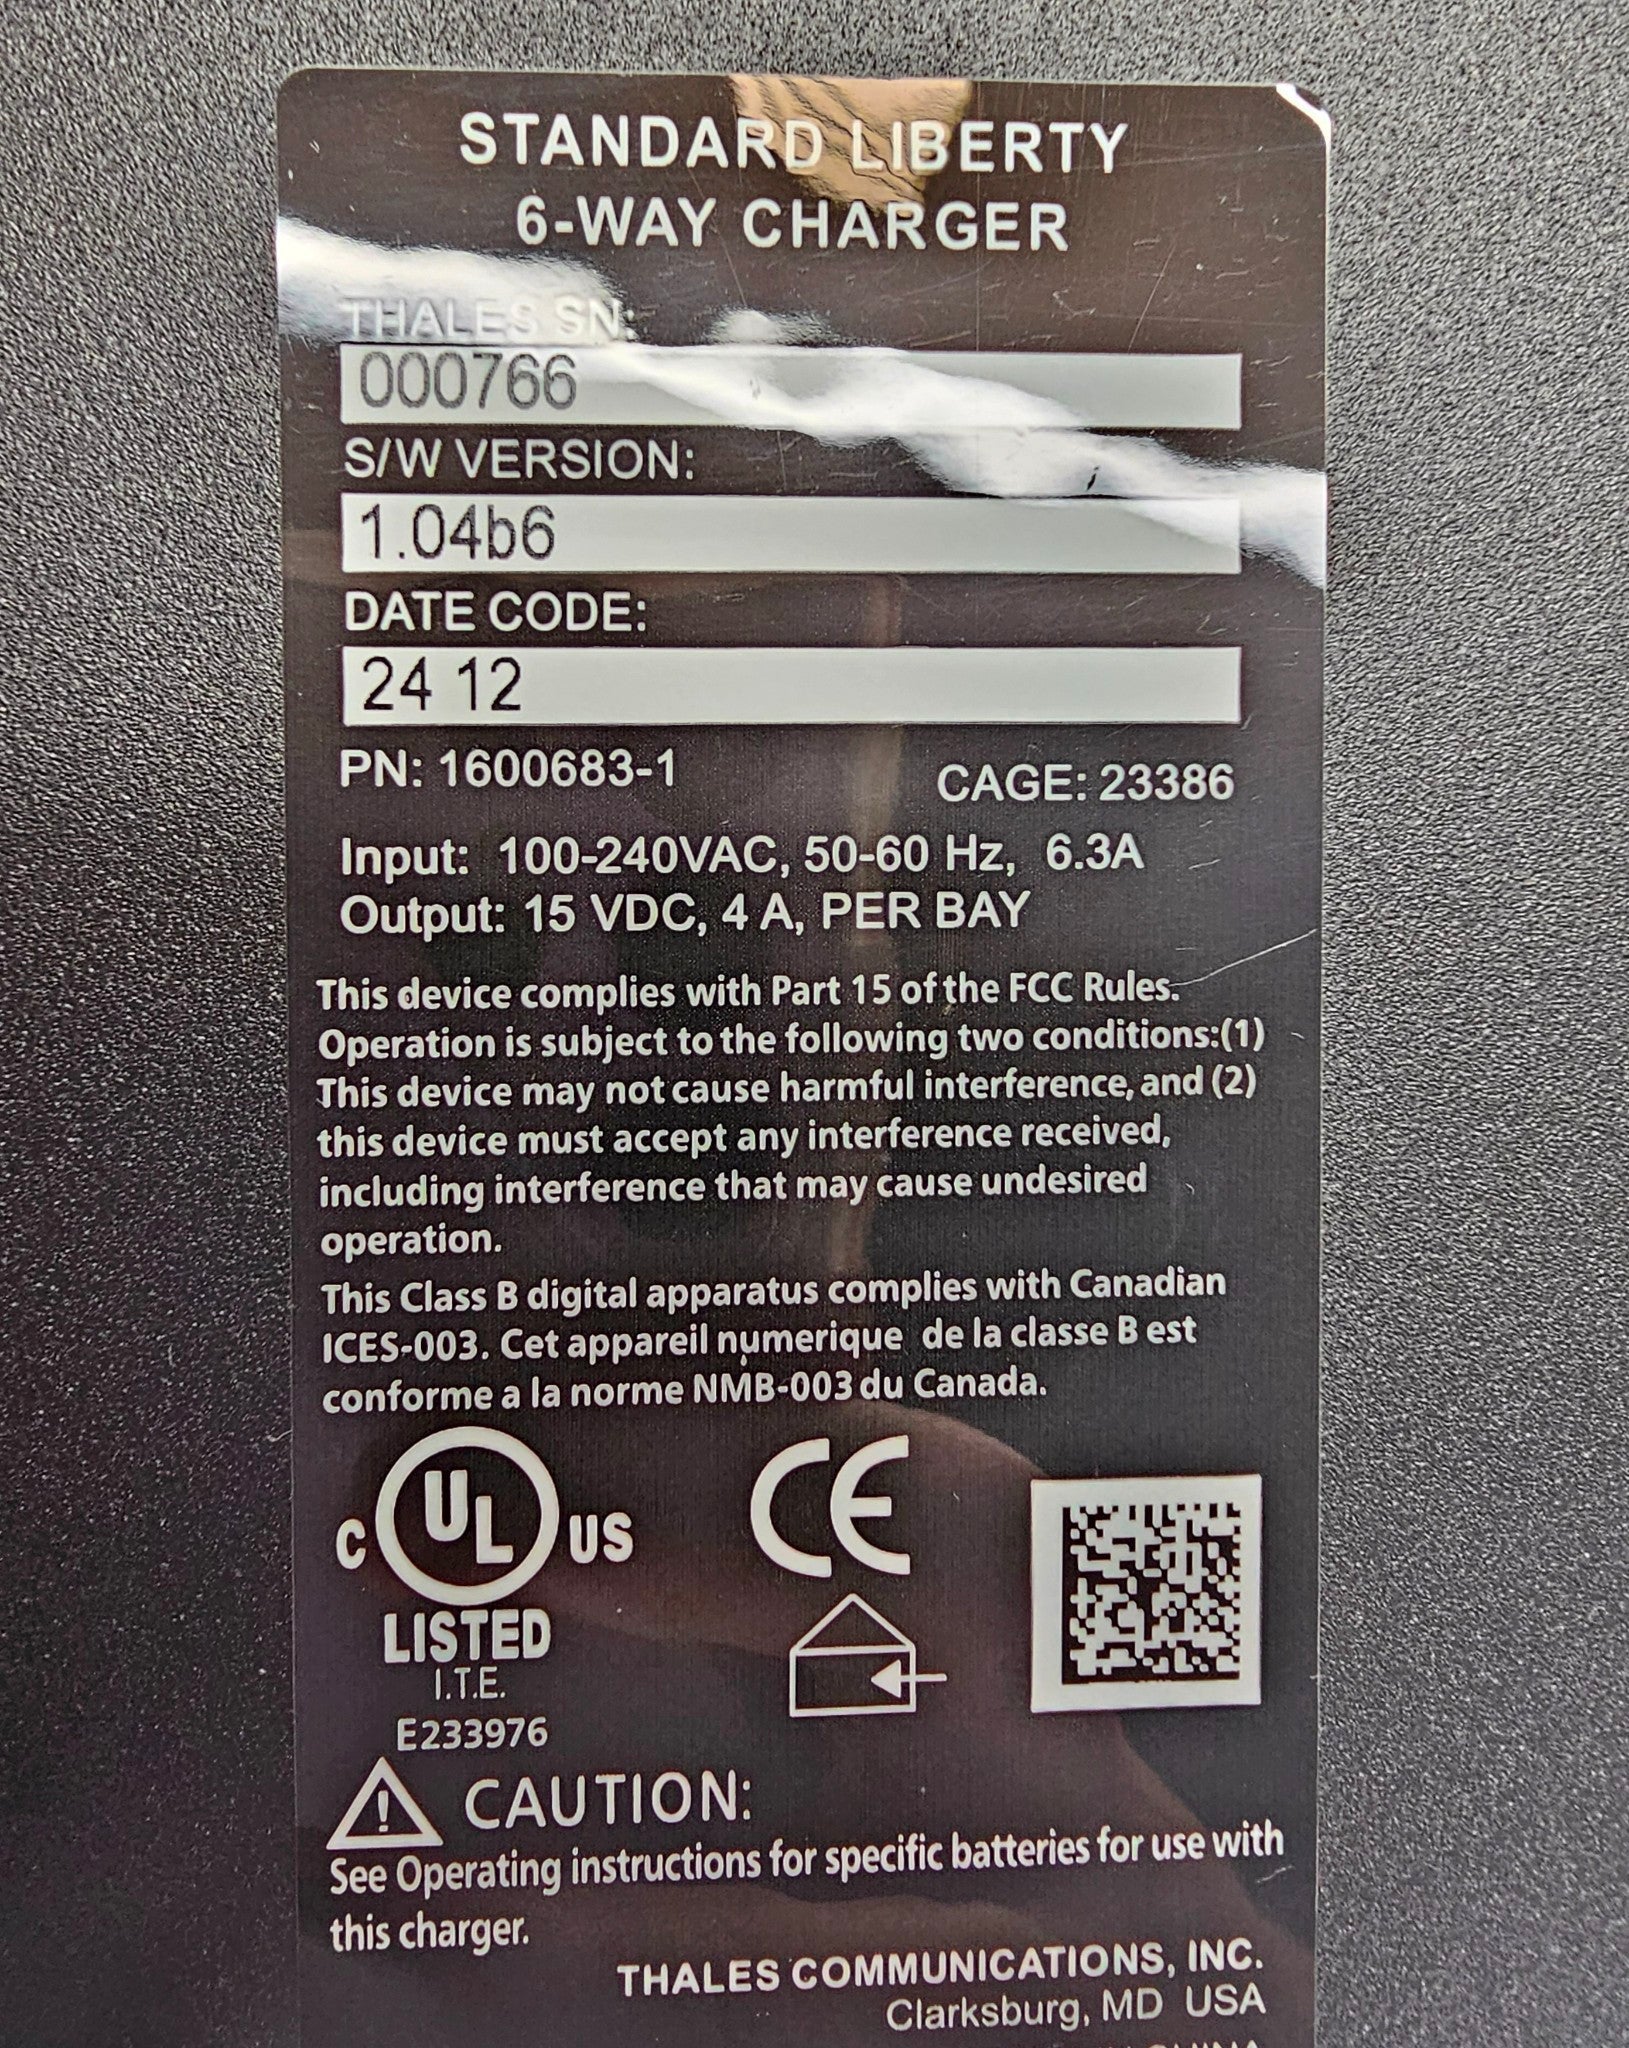 STANDARD LIBERTY
6-WAY CHARGER
THALES SN:
000766
S/W VERSION:
1.04b6
DATE CODE:
24 12
PN: 1600683-1 CAGE: 23386
Input: 100-240VAC, 50-60 Hz, 6.3A
Output: 15 VDC, 4 A, PER BAY
This device complies with Part 15 of the FCC Rules.
Operation is subject to the following two conditions:(1)
This device may not cause harmful interference, and (2)
this device must accept any interference received,
including interference that may cause undesired
operation.
This Class B digital apparatus complies with Canadian
ICES-003. Cet appareil numerique de la classe B est
conforme a la norme NMB-003 du Canada.
C UL US CE
LISTED
I.T.E.
E233976
CAUTION:
See Operating instructions for specific batteries for use with
this charger.
THALES COMMUNICATIONS, INC.
Clarksburg, MD USA